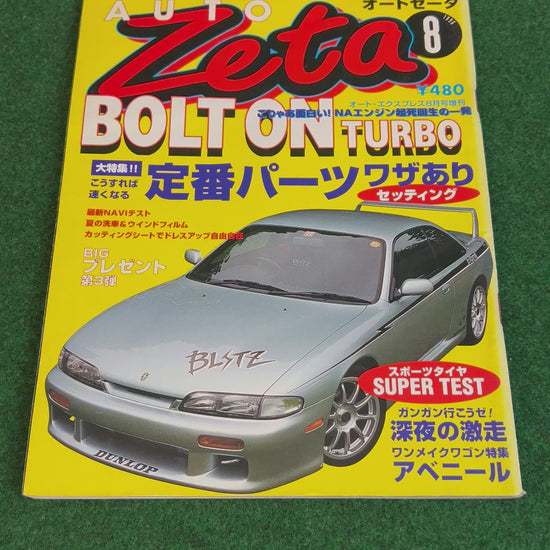 AUTO
オートゼータ
Zeta
8
1996
¥480
オート・エクスプレス8月号増刊
こりゃあ面白い! NAエンジン起死回生の一発
BOLT ON TURBO
大特集!!
こうすれば
速くなる
定番パーツワザあり
セッティング
最新NAVIテスト
夏の洗車&ウインドフィルム
カッティングシートでドレスアップ自由自在
BIG
プレゼント
第3弾
BLITZ
DUNLOP
スポーツタイヤ
SUPER TEST
ガンガン行こうぜ!
深夜の激走
ワンメイクワゴン特集
アベニール